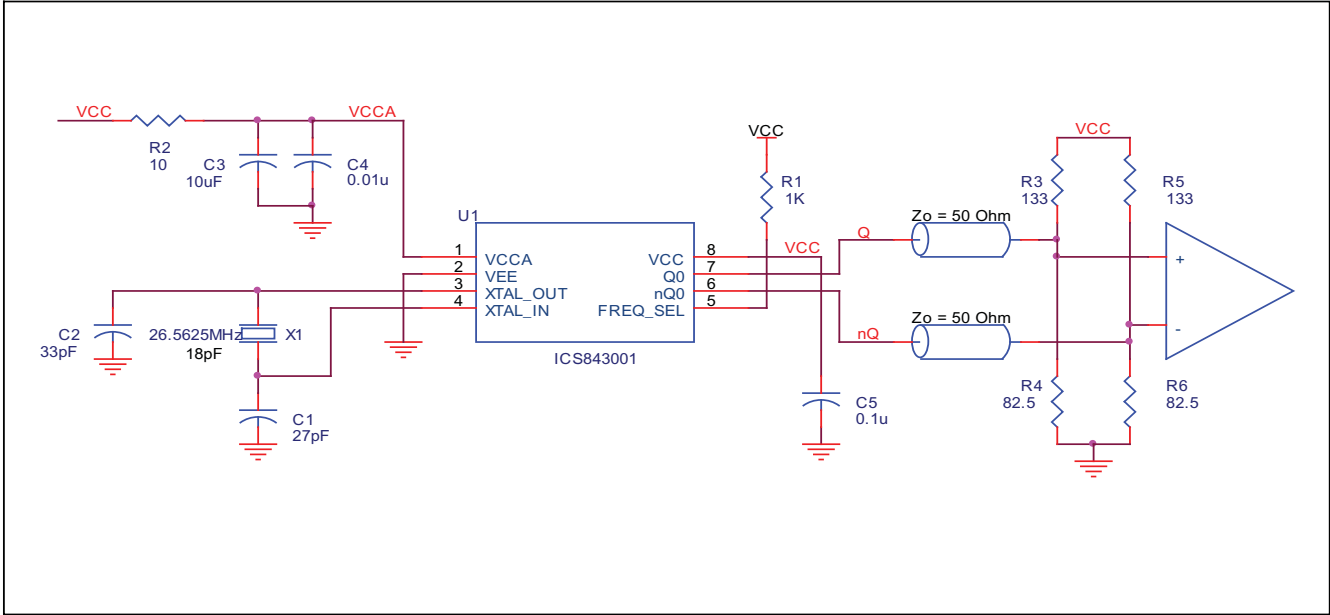 VCC
R2
10
C3
10uF
C4
0.01u
VCCA
VCC
R1
1K
VCC
R3
133
R5
133
U1
1
2
3
4
VCCA
VEE
XTAL_OUT
XTAL_IN
VCC
Q0
nQ0
FREQ_SEL
8
7
6
5
ICS843001
VCC
Q
Zo = 50 Ohm
nQ
Zo = 50 Ohm
+
-
C2
33pF
26.5625MHz
18pF
X1
C1
27pF
C5
0.1u
R4
82.5
R6
82.5